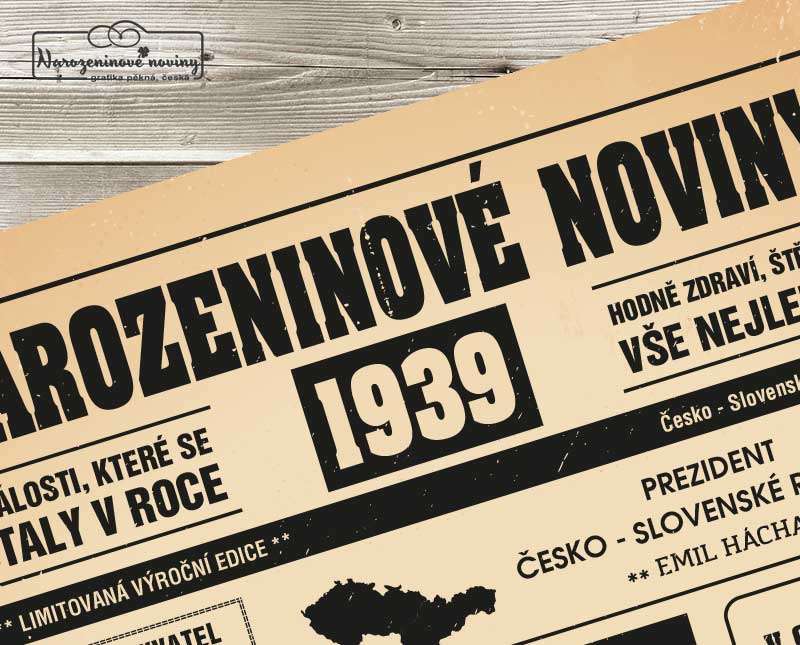 Narozeninové noviny
grafika pěkná, česká
AROZENINOVÉ NOVINY
1939
HODNĚ ZDRAVÍ, ŠTĚ
VŠE NEJLE
ÁLOSTI, KTERÉ SE
TALY V ROCE
Česko - Slovensk
** LIMITOVANÁ VÝROČNÍ EDICE **
PREZIDENT
ČESKO - SLOVENSKÉ
** EMIL HÁCHA